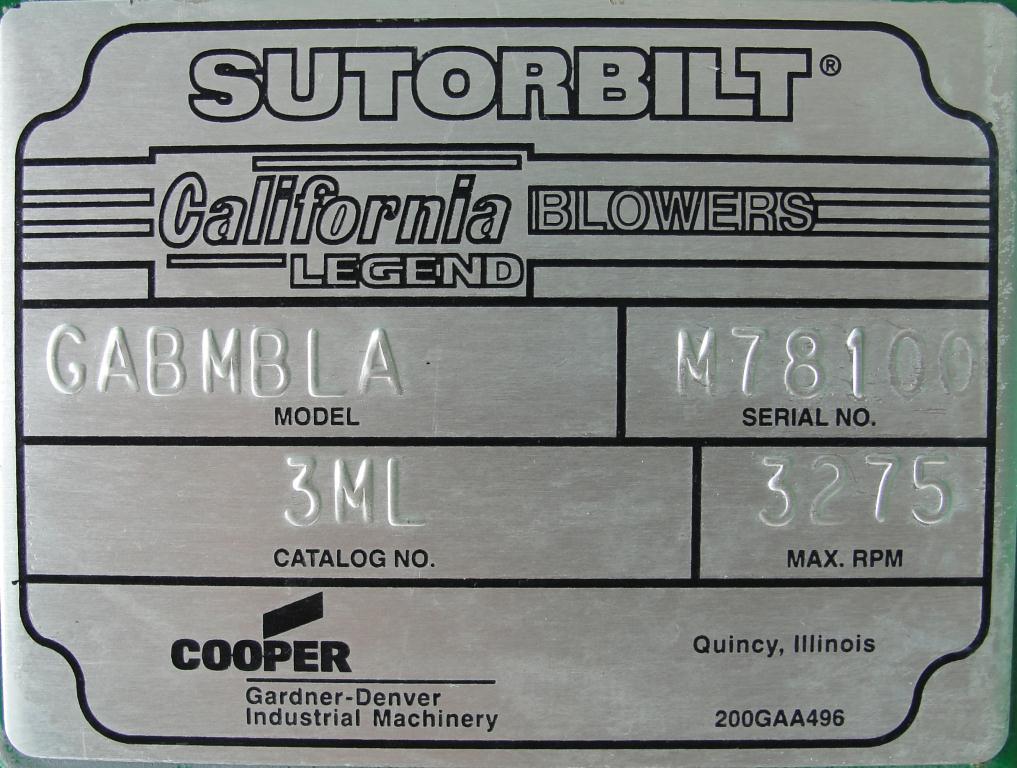 SUTORBILT®
California BLOWERS
LEGEND
GABMBLA M78100
MODEL SERIAL NO.
3ML 3275
CATALOG NO. MAX. RPM
COOPER Quincy, Illinois
Gardner-Denver
Industrial Machinery 200GAA496